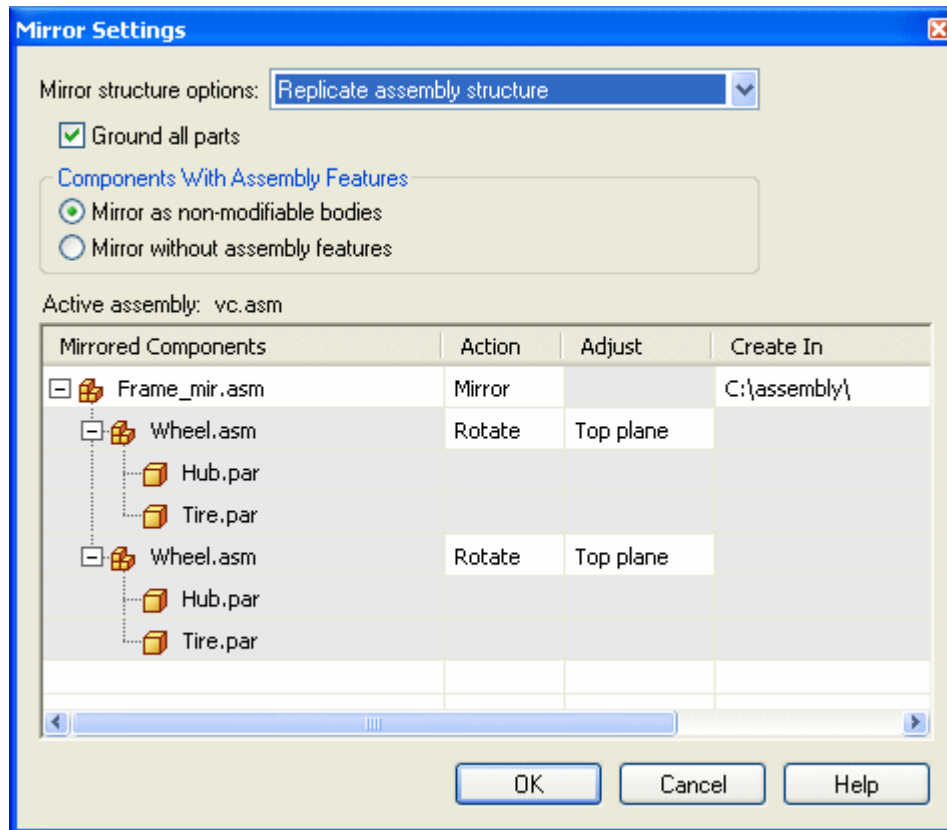 Mirror Settings
Mirror structure options: Replicate assembly structure
Ground all parts
Components With Assembly Features
Mirror as non-modifiable bodies
Mirror without assembly features
Active assembly: vc.asm
Mirrored Components Action Adjust Create In
Frame_mir.asm Mirror C:\assembly\
Wheel.asm Rotate Top plane
Hub.par
Tire.par
Wheel.asm Rotate Top plane
Hub.par
Tire.par
OK Cancel Help